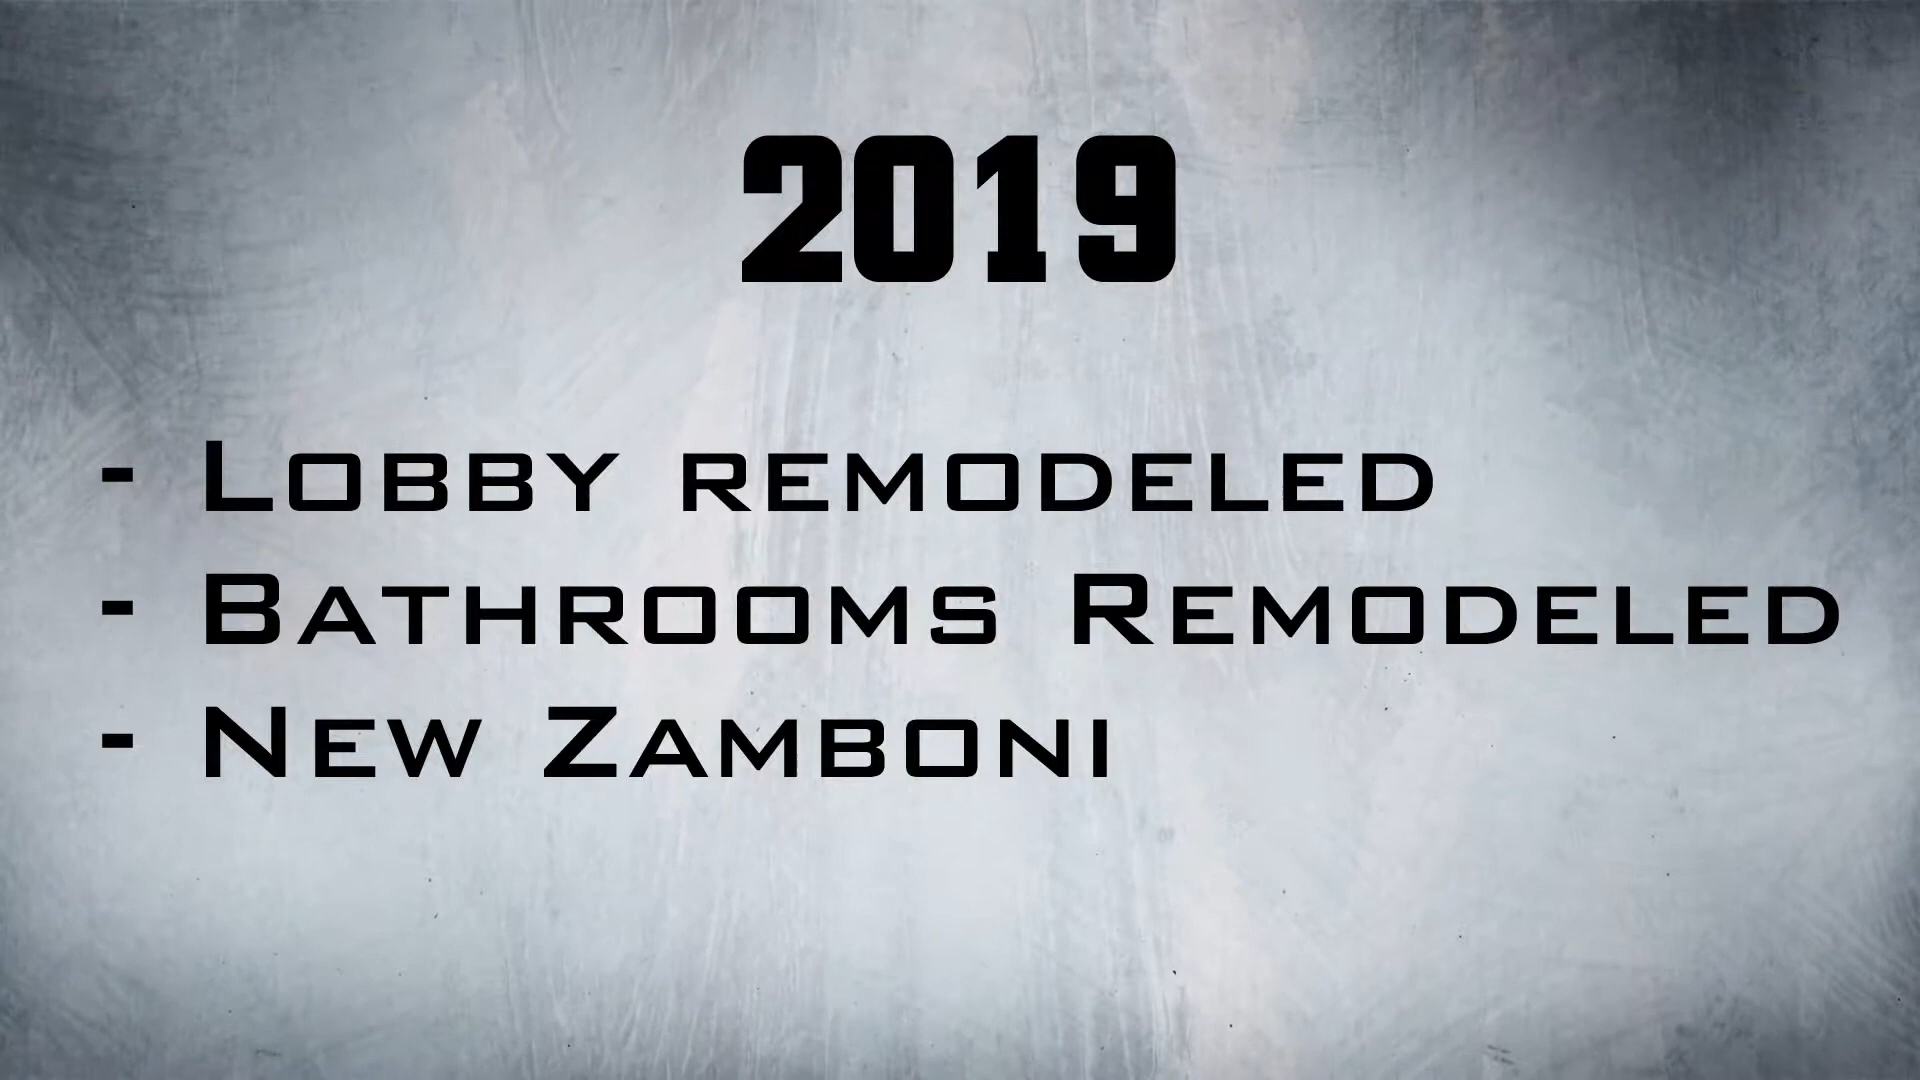 2019
- Lobby remodeled
- Bathrooms Remodeled
- New Zamboni